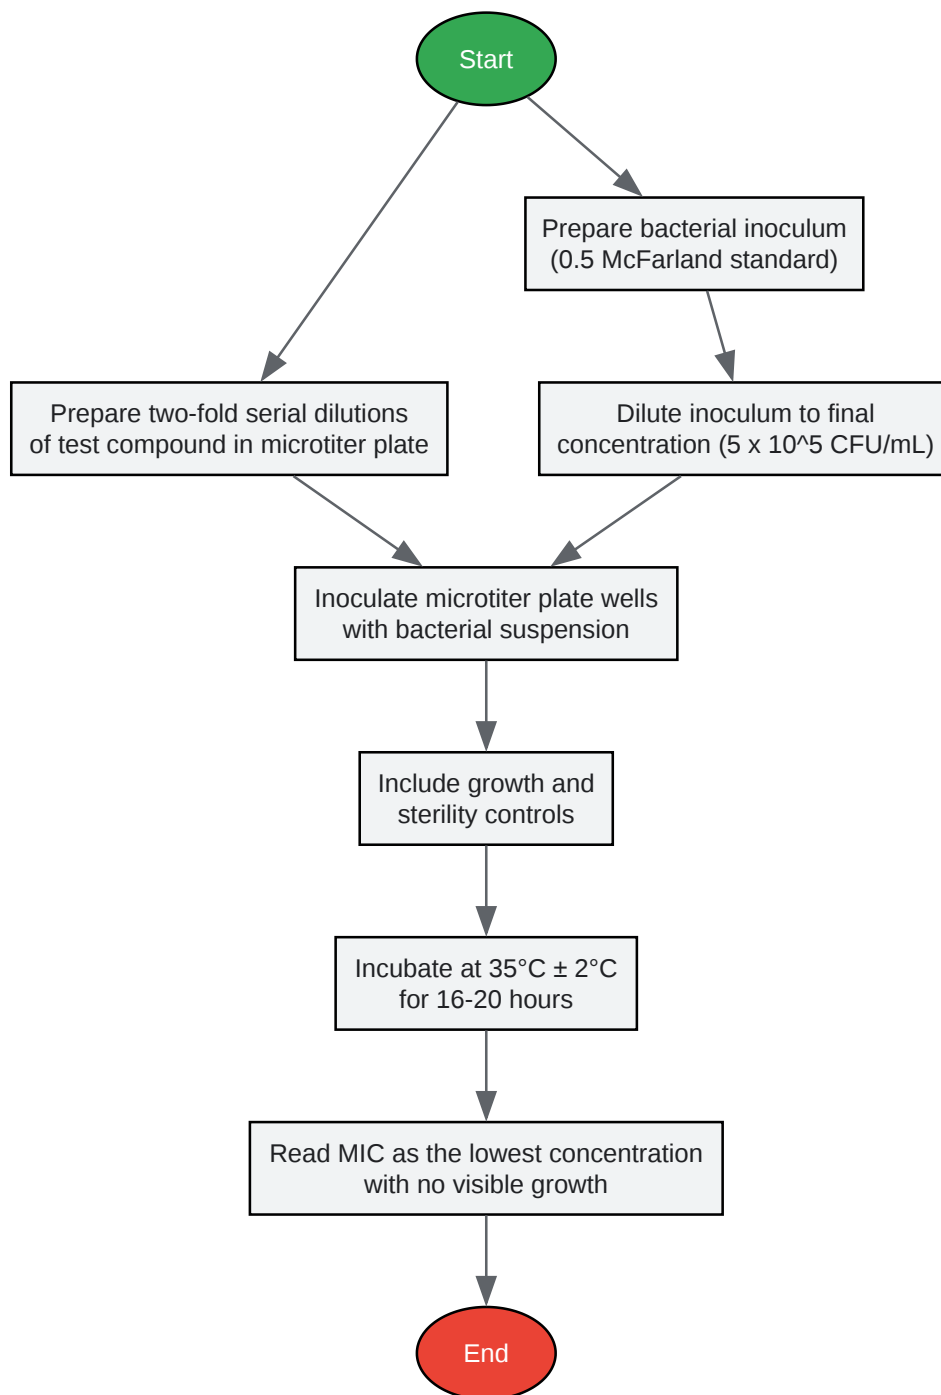 Start
Prepare bacterial inoculum
(0.5 McFarland standard)
Prepare two-fold serial dilutions
of test compound in microtiter plate
Dilute inoculum to final
concentration (5 x 10^5 CFU/mL)
Inoculate microtiter plate wells
with bacterial suspension
Include growth and
sterility controls
Incubate at 35°C ± 2°C
for 16-20 hours
Read MIC as the lowest concentration
with no visible growth
End